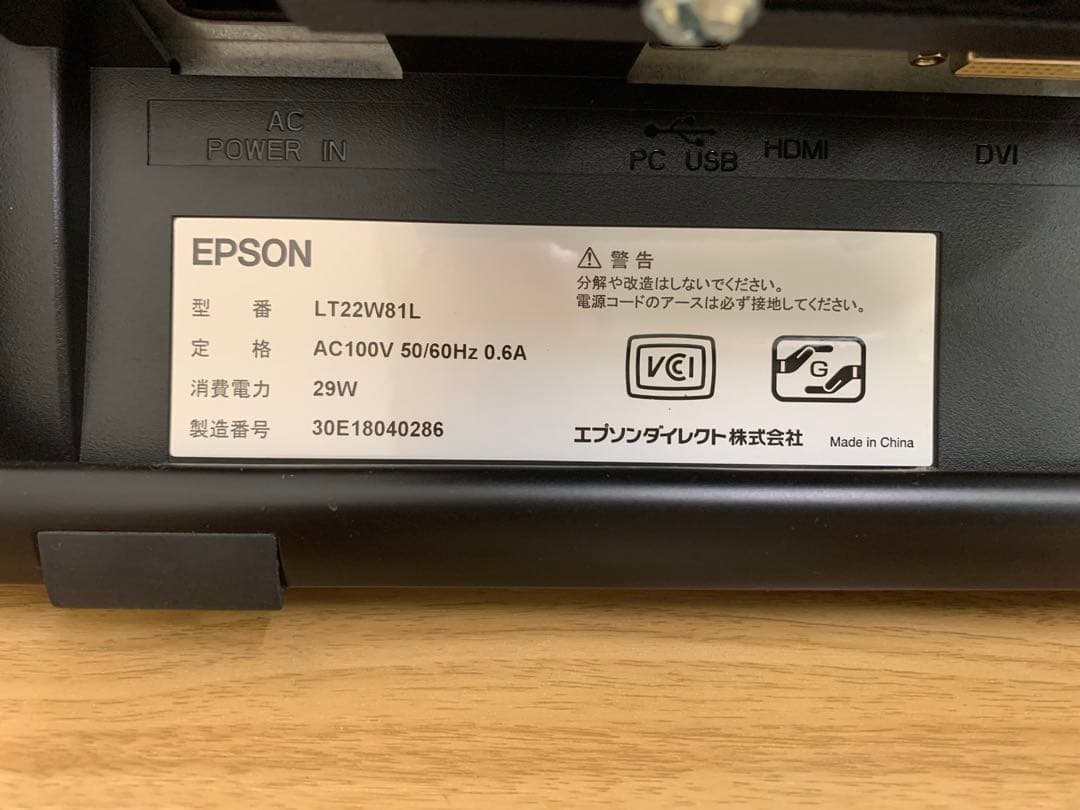 AC
POWER IN
PC USB
HDMI
DVI
EPSON
型 番 LT22W81L
定 格 AC100V 50/60Hz 0.6A
消費電力 29W
製造番号 30E18040286
警告
分解や改造はしないでください。
電源コードのアースは必ず接地してください。
VCCI
G
エプソンダイレクト株式会社
Made in China